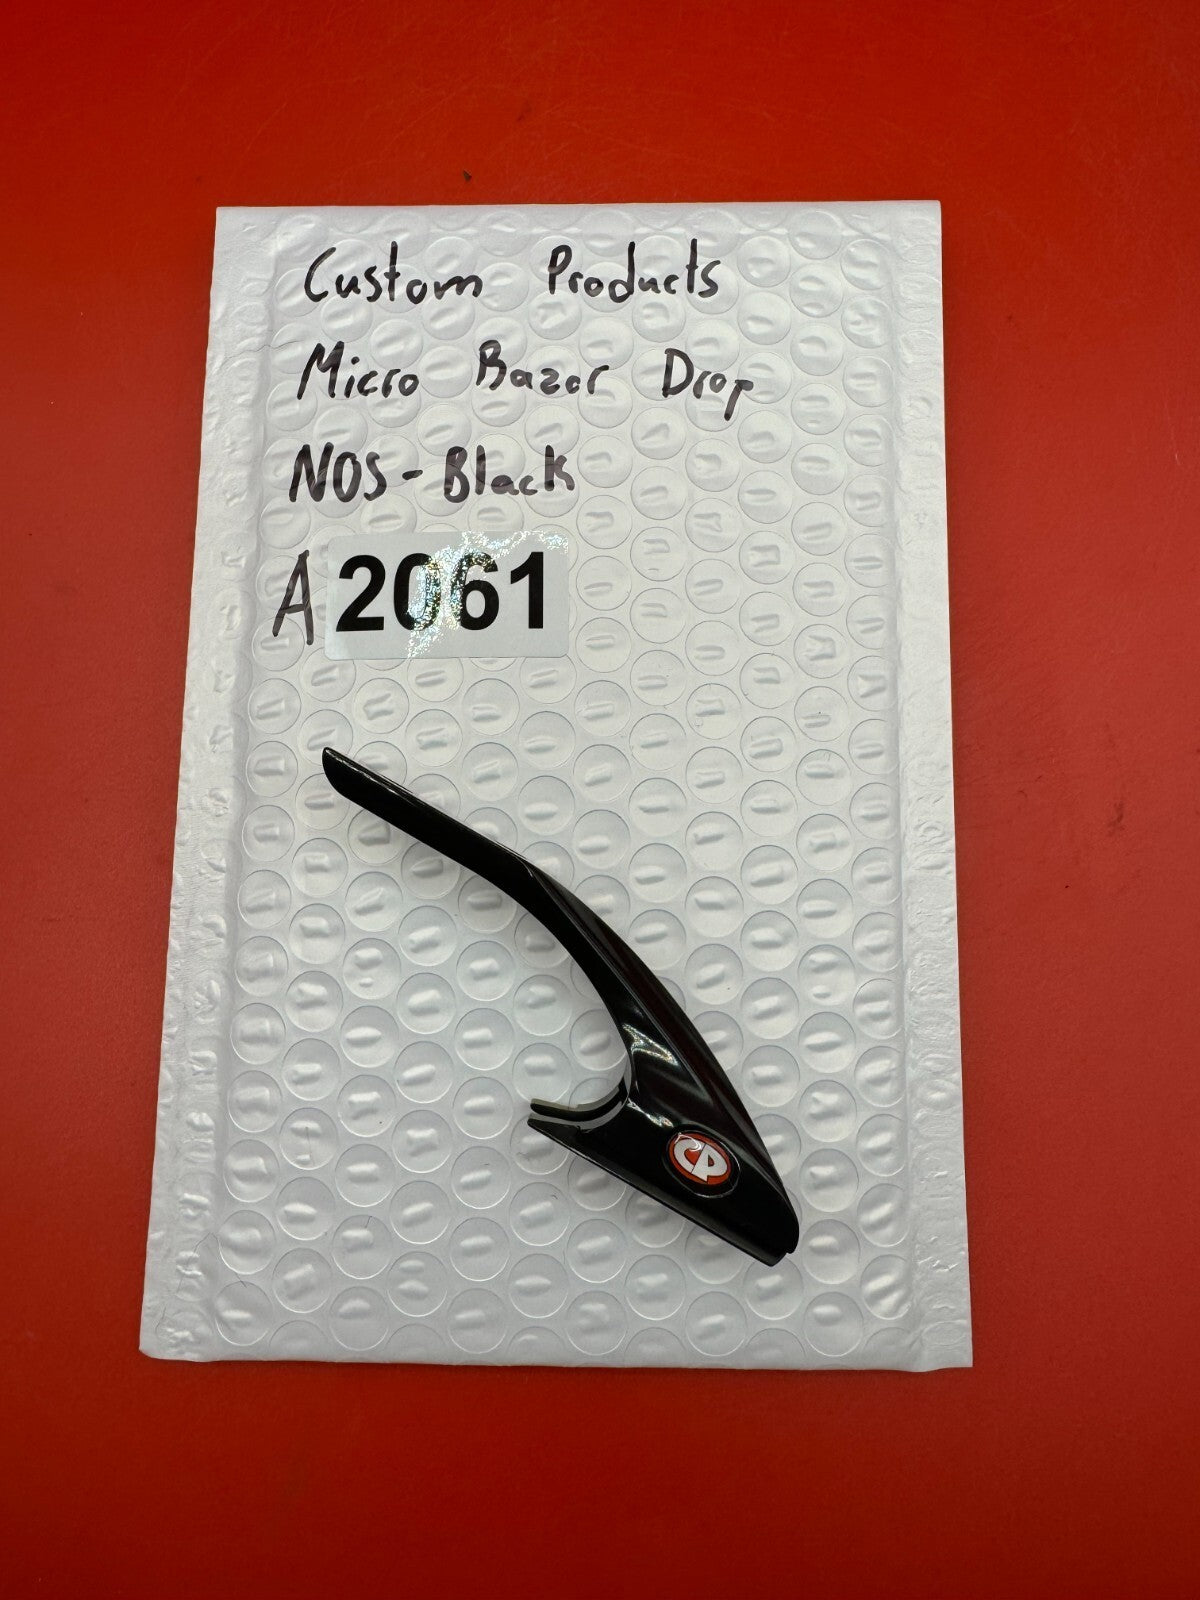 Custom Products
Micro Bazor Drop
NOS-Black
A 2061
CP